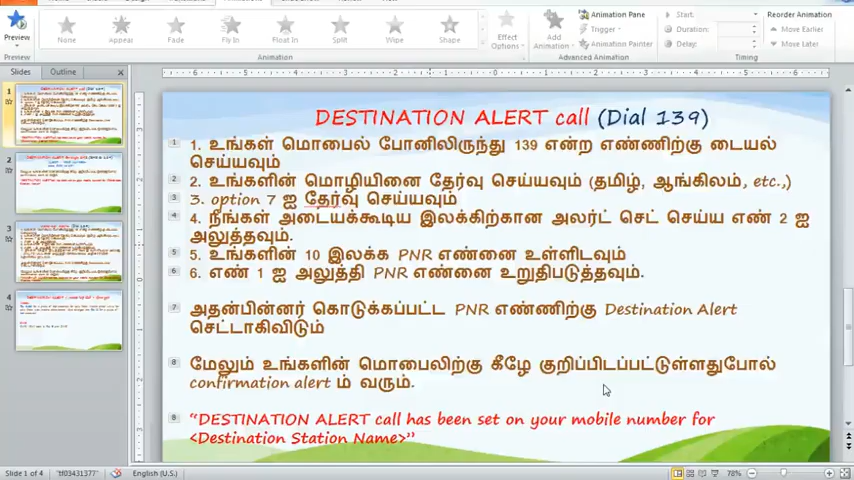 Preview
None
Appear
Fade
Fly In
Float In
Split
Wipe
Shape
Effect
Options
Add
Animation
Animation Pane
Trigger
Animation Painter
Start:
Duration:
Delay:
Reorder Animation
Move Earlier
Move Later
Preview
Animation
Advanced Animation
Timing
Slides
Outline
DESTINATION ALERT call (Dial 139)
1. உங்கள் மொபைல் போனிலிருந்து 139 என்ற எண்ணிற்கு டையல்
செய்யவும்
2. உங்களின் மொழியினை தேர்வு செய்யவும் (தமிழ், ஆங்கிலம், etc.,)
3. option 7 ஐ தேர்வு செய்யவும்
4. நீங்கள் அடையக்கூடிய இலக்கிற்கான அலர்ட் செட் செய்ய எண் 2 ஐ
அலுத்தவும்.
5. உங்களின் 10 இலக்க PNR எண்னை உள்ளிடவும்
6. எண் 1 ஐ அலுத்தி PNR எண்னை உறுதிபடுத்தவும்.
அதன்பின்னர் கொடுக்கப்பட்ட PNR எண்ணிற்கு Destination Alert
செட்டாகிவிடும்
மேலும் உங்களின் மொபைலிற்கு கீழே குறிப்பிடப்பட்டுள்ளதுபோல்
confirmation alert ம் வரும்.
“DESTINATION ALERT call has been set on your mobile number for
<Destination Station Name>”
Slide 1 of 4
"tf03431377"
English (U.S.)
78%